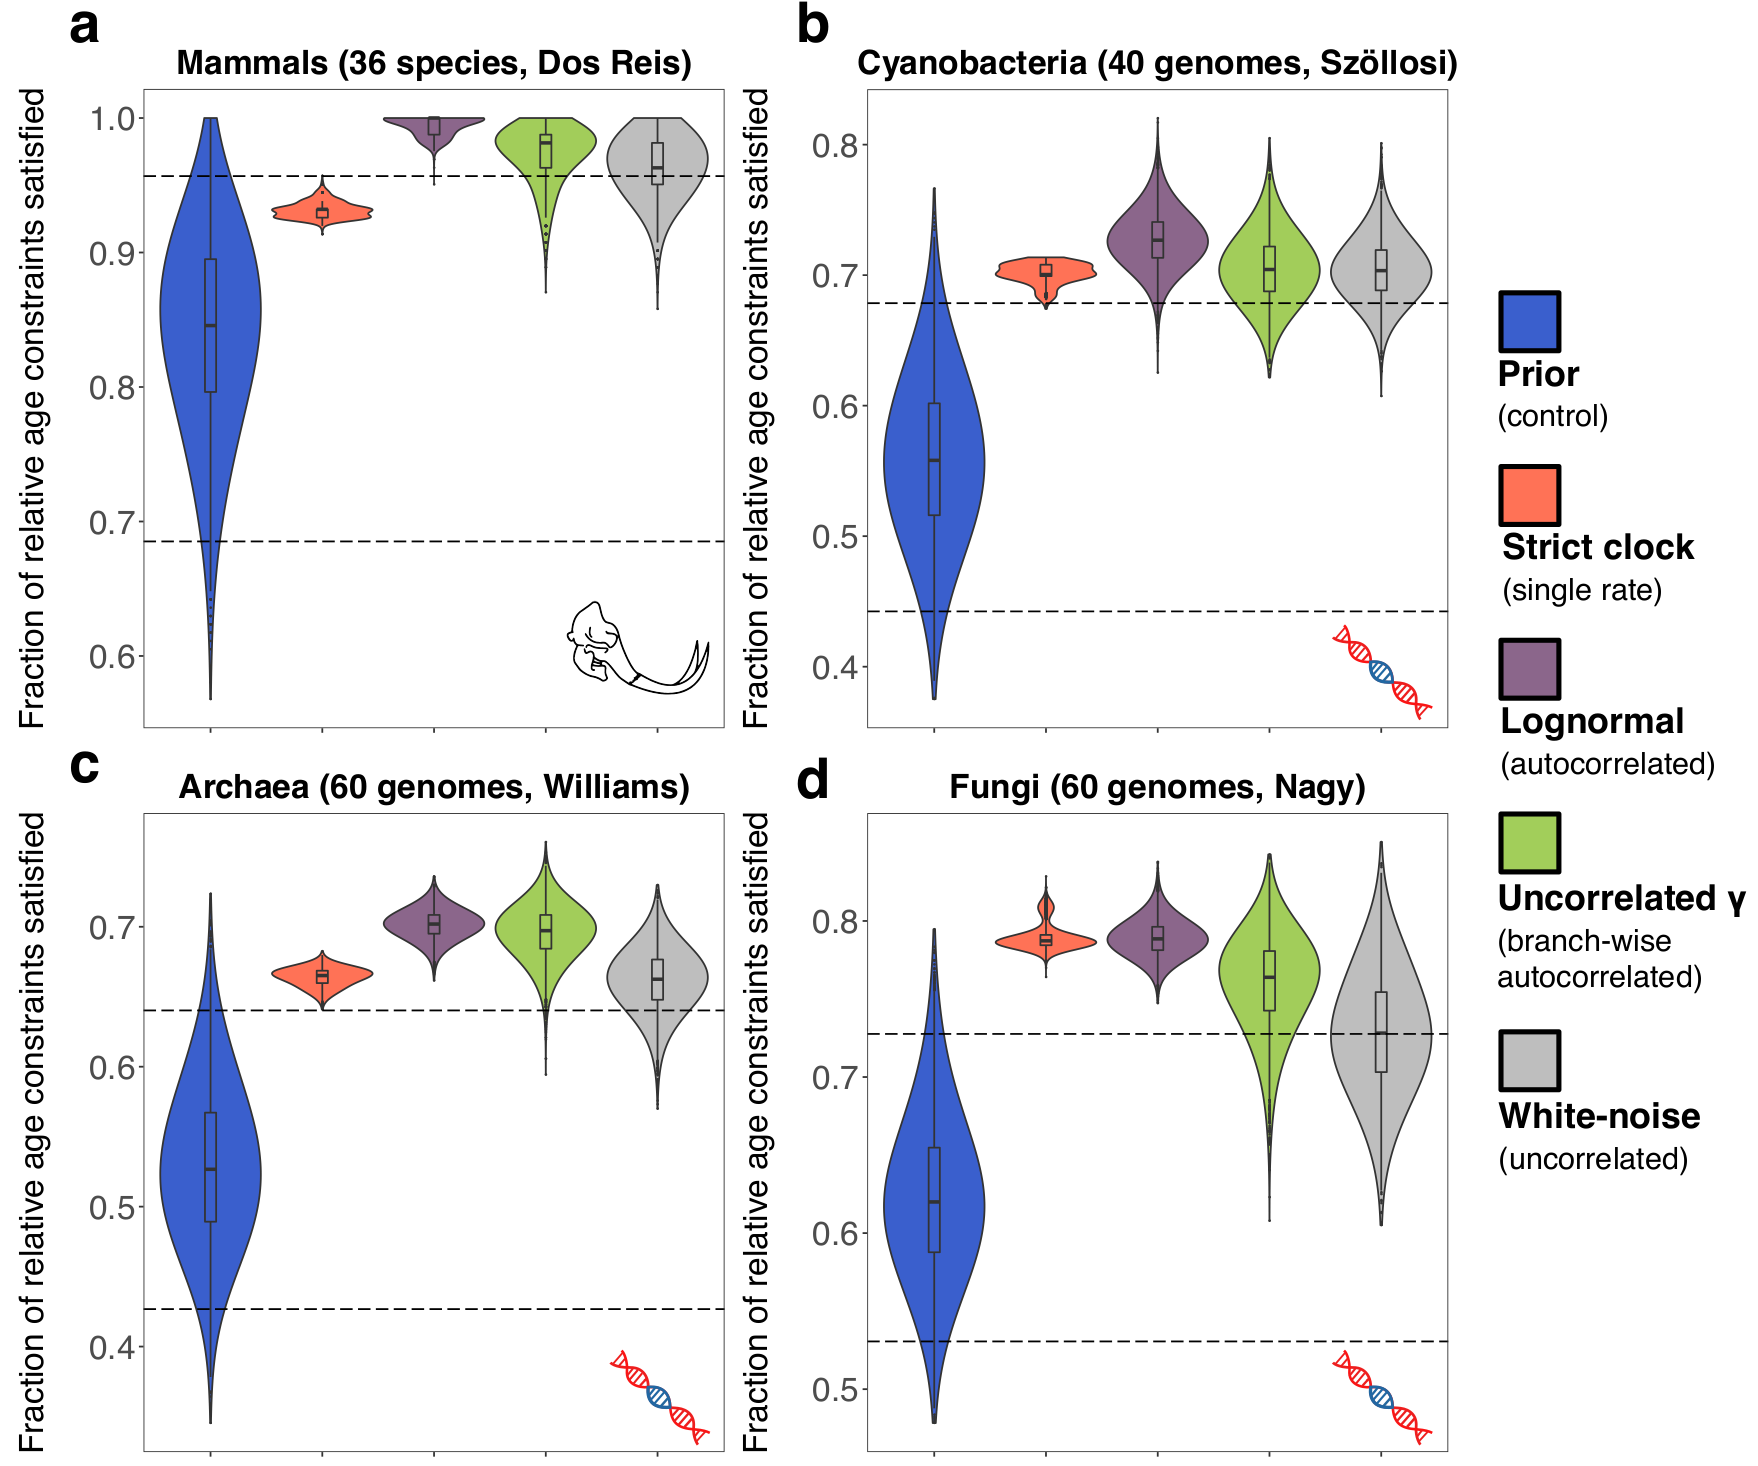 a
Mammals (36 species, Dos Reis)
Fraction of relative age constraints satisfied
1.0
0.9
0.8
0.7
0.6
b
Cyanobacteria (40 genomes, Szöllosi)
Fraction of relative age constraints satisfied
0.8
0.7
0.6
0.5
0.4
c
Archaea (60 genomes, Williams)
Fraction of relative age constraints satisfied
0.7
0.6
0.5
0.4
d
Fungi (60 genomes, Nagy)
Fraction of relative age constraints satisfied
0.8
0.7
0.6
0.5
Prior
(control)
Strict clock
(single rate)
Lognormal
(autocorrelated)
Uncorrelated γ
(branch-wise
autocorrelated)
White-noise
(uncorrelated)